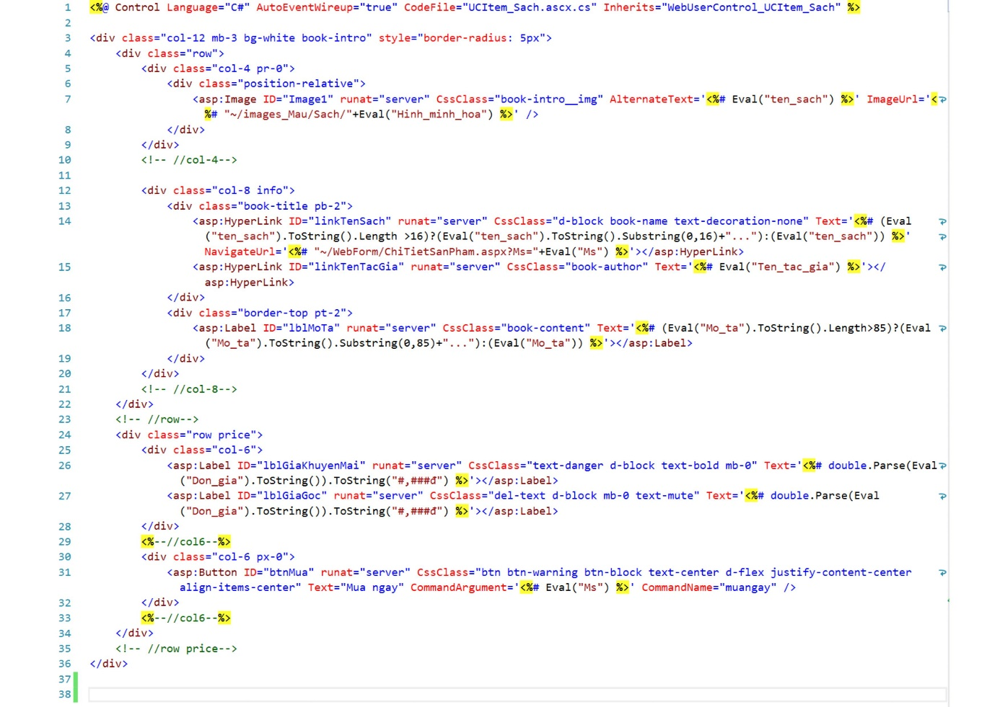 1 <%@ Control Language="C#" AutoEventWireup="true" CodeFile="UCItem_Sach.ascx.cs" Inherits="WebUserControl_UCItem_Sach" %>
2
3 <div class="col-12 mb-3 bg-white book-intro" style="border-radius: 5px">
4 <div class="row">
5 <div class="col-4 pr-0">
6 <div class="position-relative">
7 <asp:Image ID="Image1" runat="server" CssClass="book-intro__img" AlternateText='<%# Eval("ten_sach") %>' ImageUrl='<
%# "~/images_Mau/Sach/"+Eval("Hinh_minh_hoa") %>' />
8 </div>
9 </div>
10 <!-- //col-4-->
11
12 <div class="col-8 info">
13 <div class="book-title pb-2">
14 <asp:HyperLink ID="linkTenSach" runat="server" CssClass="d-block book-name text-decoration-none" Text='<%# (Eval
("ten_sach").ToString().Length >16)?(Eval("ten_sach").ToString().Substring(0,16)+"..."):(Eval("ten_sach")) %>'
NavigateUrl='<%# "~/WebForm/ChiTietSanPham.aspx?Ms="+Eval("Ms") %>'></asp:HyperLink>
15 <asp:HyperLink ID="linkTenTacGia" runat="server" CssClass="book-author" Text='<%# Eval("Ten_tac_gia") %>'></
asp:HyperLink>
16 </div>
17 <div class="border-top pt-2">
18 <asp:Label ID="lblMoTa" runat="server" CssClass="book-content" Text='<%# (Eval("Mo_ta").ToString().Length>85)?(Eval
("Mo_ta").ToString().Substring(0,85)+"..."):(Eval("Mo_ta")) %>'></asp:Label>
19 </div>
20 </div>
21 <!-- //col-8-->
22 </div>
23 <!-- //row-->
24 <div class="row price">
25 <div class="col-6">
26 <asp:Label ID="lblGiaKhuyenMai" runat="server" CssClass="text-danger d-block text-bold mb-0" Text='<%# double.Parse(Eval
("Don_gia").ToString()).ToString("#,###đ") %>'></asp:Label>
27 <asp:Label ID="lblGiaGoc" runat="server" CssClass="del-text d-block mb-0 text-mute" Text='<%# double.Parse(Eval
("Don_gia").ToString()).ToString("#,###đ") %>'></asp:Label>
28 </div>
29 <%--//col6--%>
30 <div class="col-6 px-0">
31 <asp:Button ID="btnMua" runat="server" CssClass="btn btn-warning btn-block text-center d-flex justify-content-center
align-items-center" Text="Mua ngay" CommandArgument='<%# Eval("Ms") %>' CommandName="muangay" />
32 </div>
33 <%--//col6--%>
34 </div>
35 <!-- //row price-->
36 </div>
37
38